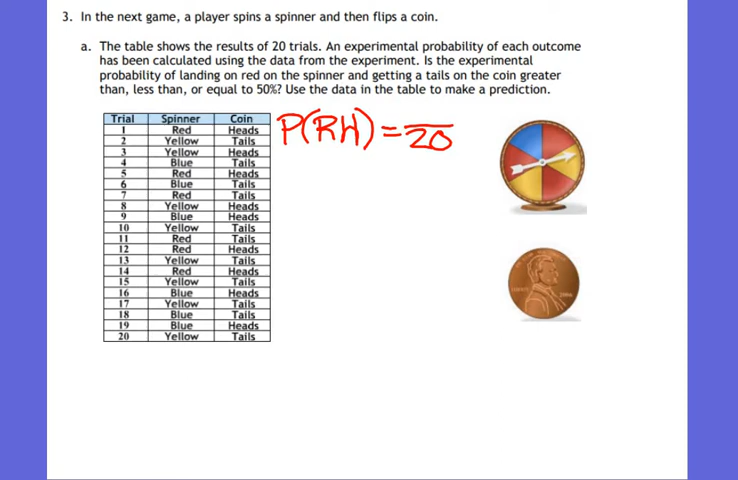 3. In the next game, a player spins a spinner and then flips a coin.
a. The table shows the results of 20 trials. An experimental probability of each outcome
has been calculated using the data from the experiment. Is the experimental
probability of landing on red on the spinner and getting a tails on the coin greater
than, less than, or equal to 50%? Use the data in the table to make a prediction.
Trial Spinner Coin
1 Red Heads
2 Yellow Tails
3 Yellow Heads
4 Blue Tails
5 Red Heads
6 Blue Tails
7 Red Tails
8 Yellow Heads
9 Blue Heads
10 Yellow Tails
11 Red Tails
12 Red Heads
13 Yellow Tails
14 Red Heads
15 Yellow Tails
16 Blue Heads
17 Yellow Tails
18 Blue Tails
19 Blue Heads
20 Yellow Tails
P(RH) = /20